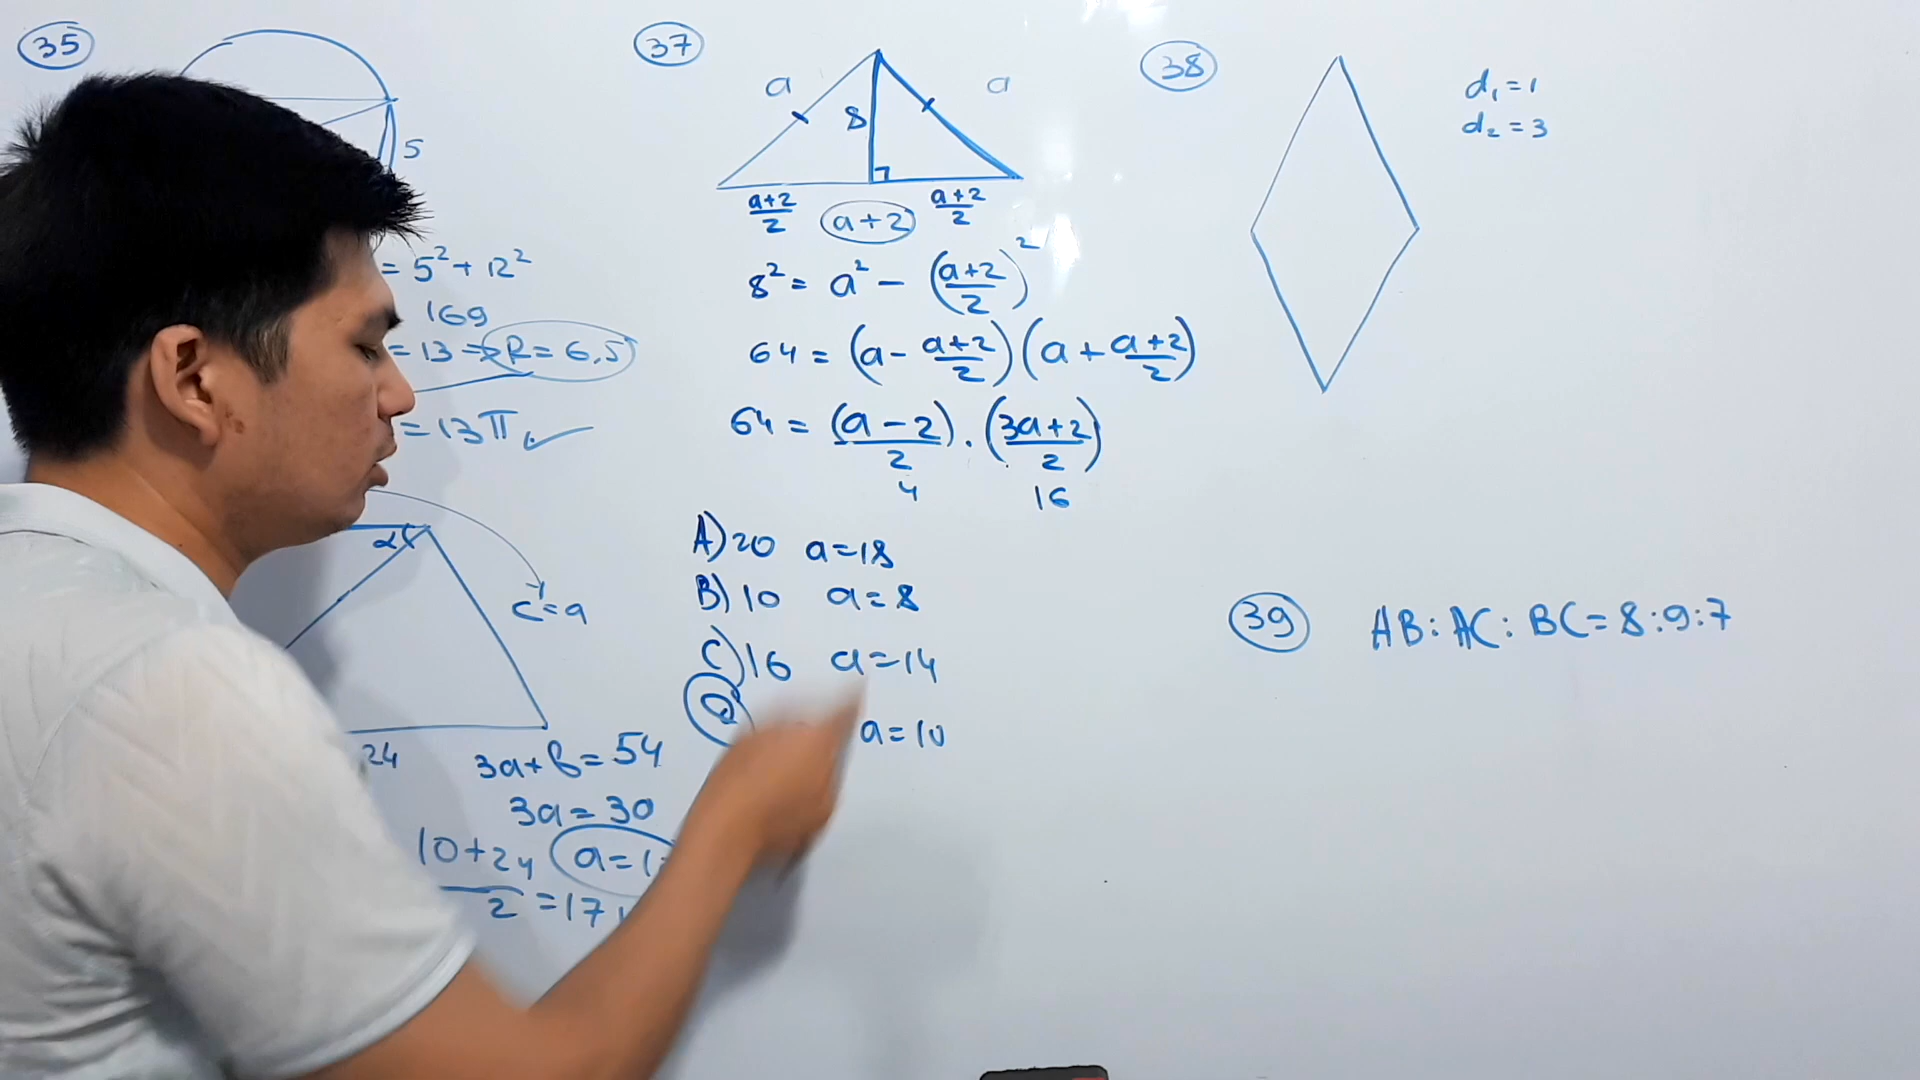 35
5
= 5² + 12²
169
= 13 ⇒ R = 6,5
= 13π ✓
α
c = a
24
3a + b = 54
3a = 30
10 + 24
2
= 17
37
a
a
8
a+2/2
a+2
a+2/2
8² = a² - (a+2/2)²
64 = (a - a+2/2)(a + a+2/2)
64 = (a-2)/2 · (3a+2)/2
4 16
A) 20 a=18
B) 10 a=8
C) 16 a=14
a=10
38
d₁ = 1
d₂ = 3
39 AB : AC : BC = 8:9:7